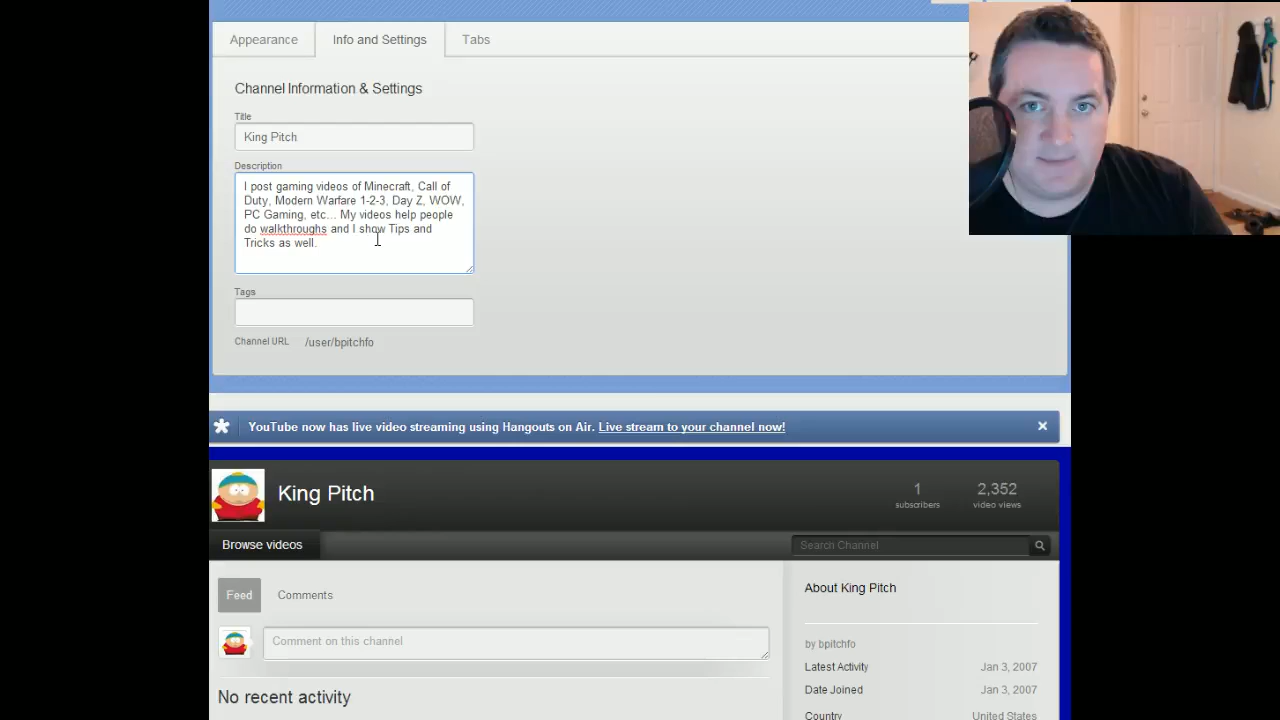 Appearance
Info and Settings
Tabs
Channel Information & Settings
Title
King Pitch
Description
I post gaming videos of Minecraft, Call of
Duty, Modern Warfare 1-2-3, Day Z, WOW,
PC Gaming, etc... My videos help people
do walkthroughs and I show Tips and
Tricks as well.
Tags
Channel URL /user/bpitchfo
YouTube now has live video streaming using Hangouts on Air. Live stream to your channel now!
King Pitch
1
subscribers
2,352
video views
Browse videos
Search Channel
Feed
Comments
Comment on this channel
No recent activity
About King Pitch
by bpitchfo
Latest Activity Jan 3, 2007
Date Joined Jan 3, 2007
Country United States